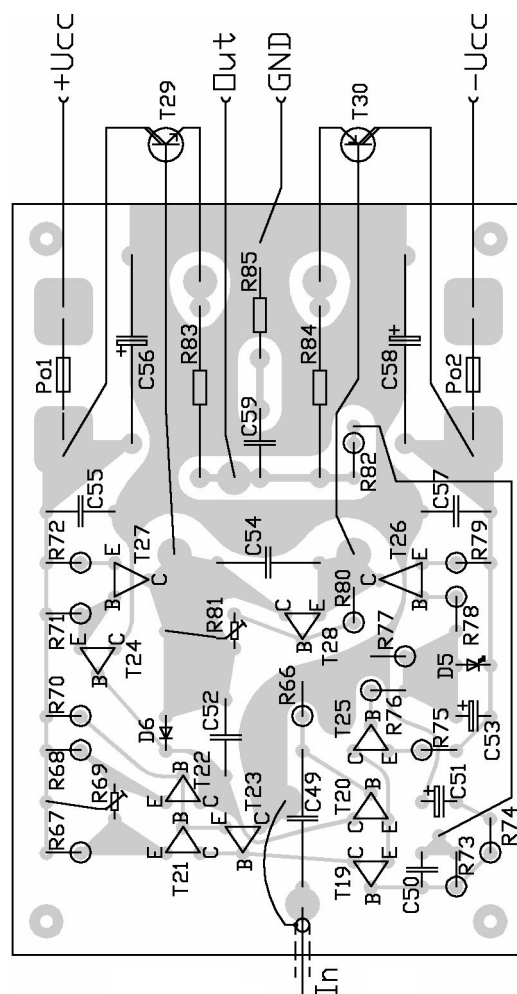 +Ucc
Out
GND
-Ucc
T29
T30
Po1
C56
R83
R85
R84
C58
Po2
C59
R82
R72
C55
T27
C54
T26
C57
R79
R71
T24
R81
T28
R80
R77
R78
R70
D6
C52
R66
T25
R76
R75
D5
C53
R68
R69
T22
T23
C49
T20
C51
R67
T21
T19
C50
R73
R74
In
E
B
C
B
C
E
B
C
C
E
E
B
C
B
C
E
B
C
E
B
C
B
C
E
C
B
E
C
B
E
+
+
+
+